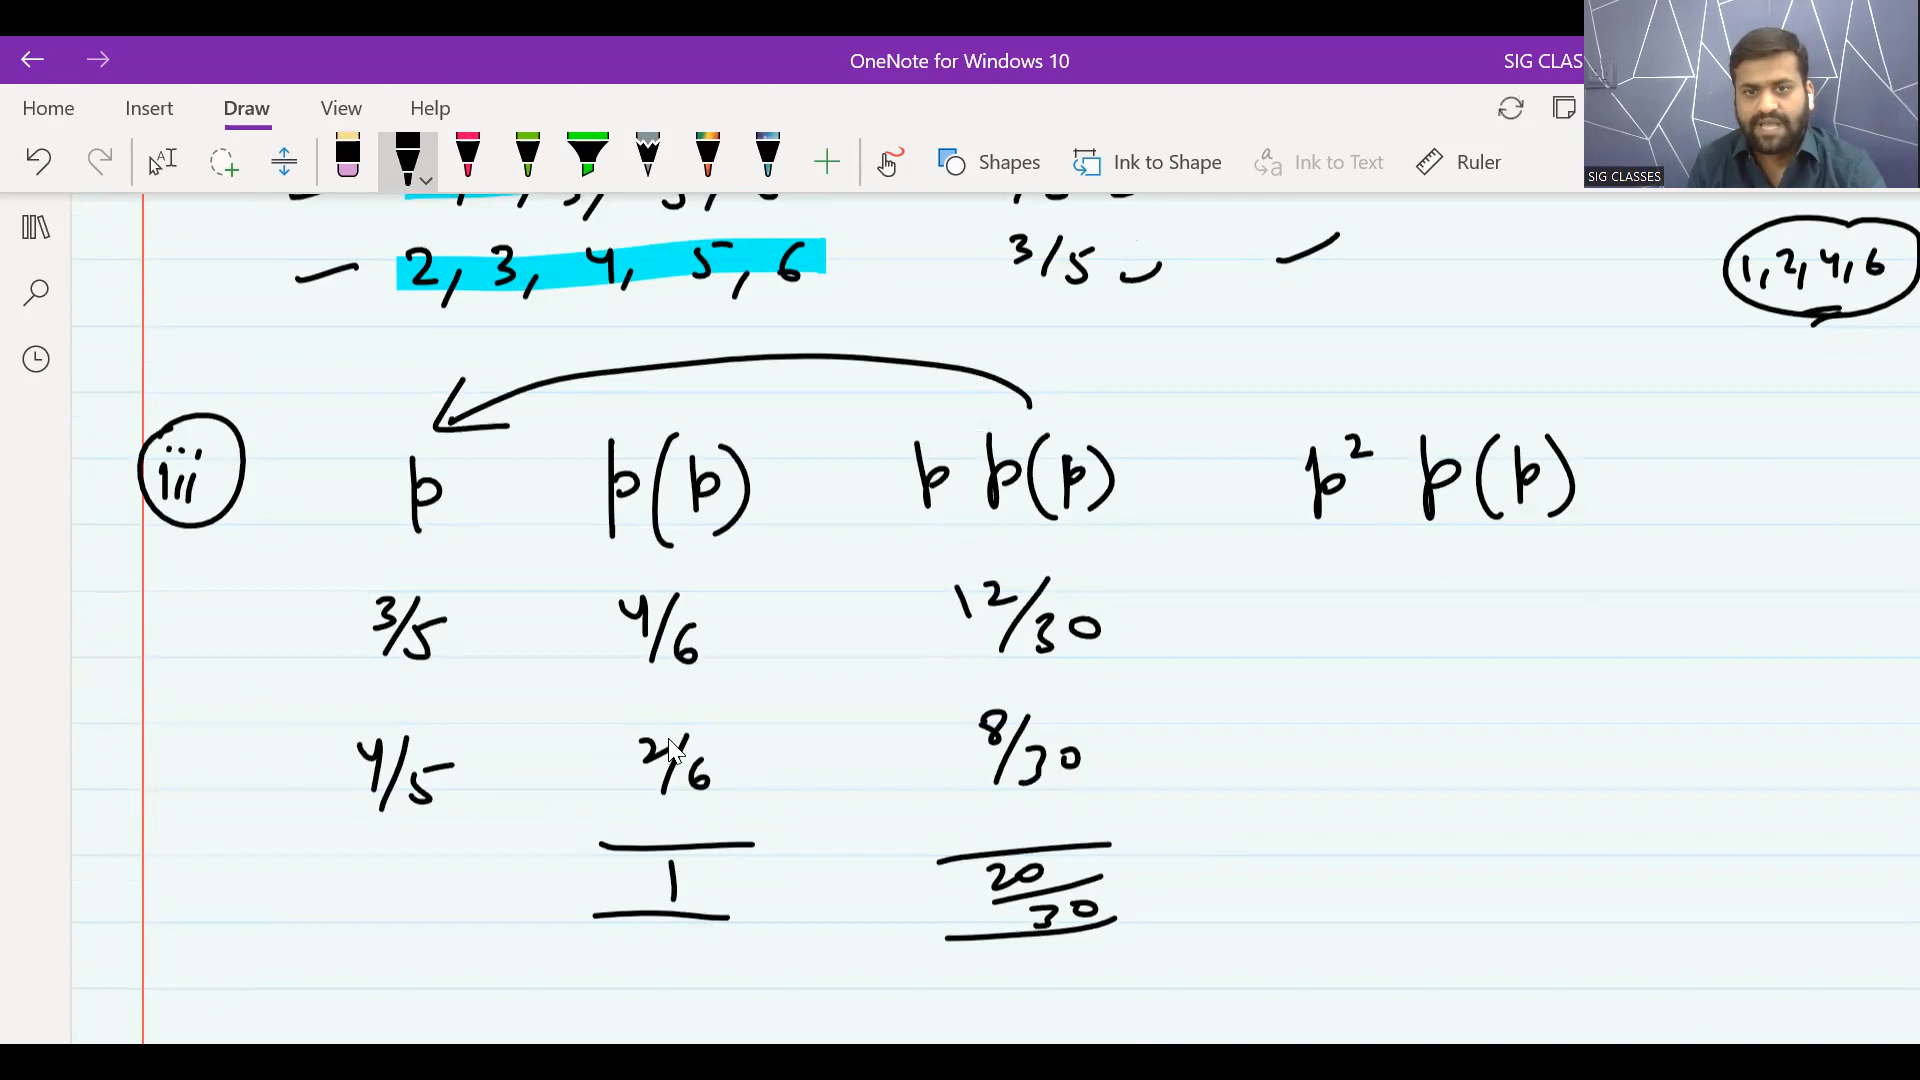 OneNote for Windows 10
SIG CLAS
Home Insert Draw View Help
Shapes Ink to Shape Ink to Text Ruler
SIG CLASSES
2, 3, 4, 5, 6 3/5
1, 2, 4, 6
iii p p(p) p p(p) p² p(p)
3/5 4/6 12/30
4/5 2/6 8/30
1 20/30